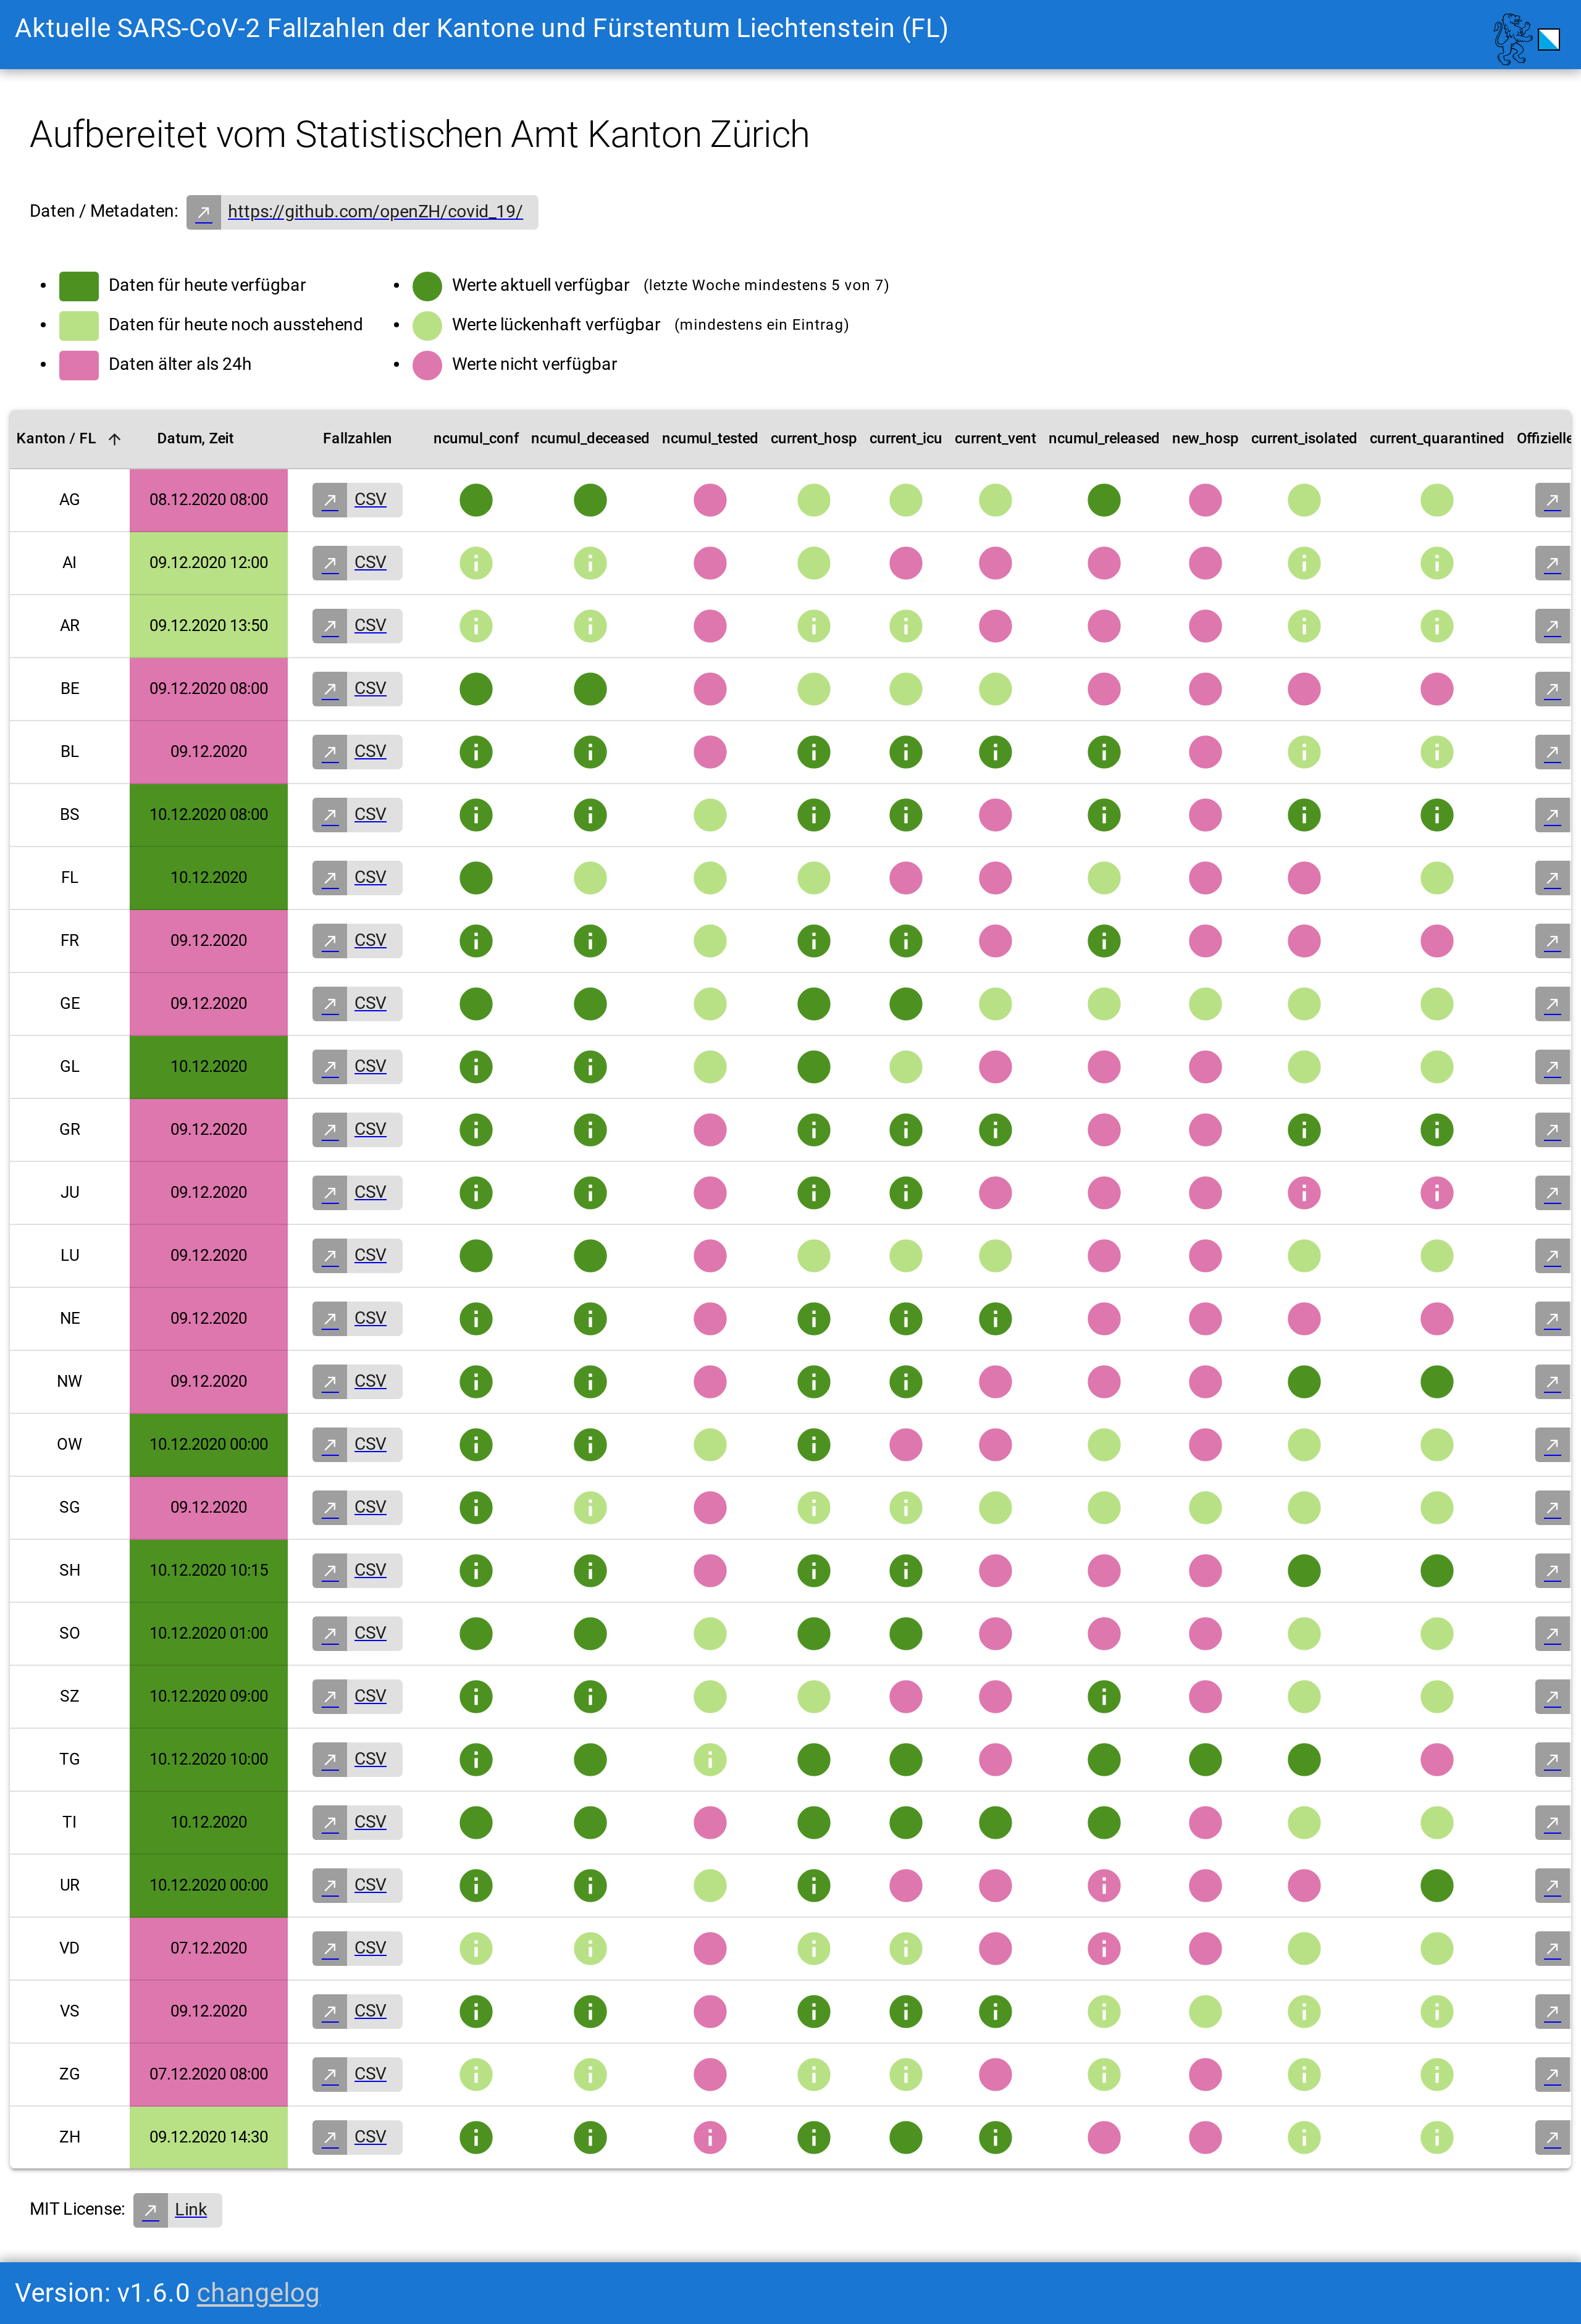 Aktuelle SARS-CoV-2 Fallzahlen der Kantone und Fürstentum Liechtenstein (FL)
Aufbereitet vom Statistischen Amt Kanton Zürich
Daten / Metadaten: https://github.com/openZH/covid_19/
Daten für heute verfügbar
Daten für heute noch ausstehend
Daten älter als 24h
Werte aktuell verfügbar (letzte Woche mindestens 5 von 7)
Werte lückenhaft verfügbar (mindestens ein Eintrag)
Werte nicht verfügbar
Kanton / FL Datum, Zeit Fallzahlen ncumul_conf ncumul_deceased ncumul_tested current_hosp current_icu current_vent ncumul_released new_hosp current_isolated current_quarantined Offizielle
AG 08.12.2020 08:00 CSV
AI 09.12.2020 12:00 CSV
AR 09.12.2020 13:50 CSV
BE 09.12.2020 08:00 CSV
BL 09.12.2020 CSV
BS 10.12.2020 08:00 CSV
FL 10.12.2020 CSV
FR 09.12.2020 CSV
GE 09.12.2020 CSV
GL 10.12.2020 CSV
GR 09.12.2020 CSV
JU 09.12.2020 CSV
LU 09.12.2020 CSV
NE 09.12.2020 CSV
NW 09.12.2020 CSV
OW 10.12.2020 00:00 CSV
SG 09.12.2020 CSV
SH 10.12.2020 10:15 CSV
SO 10.12.2020 01:00 CSV
SZ 10.12.2020 09:00 CSV
TG 10.12.2020 10:00 CSV
TI 10.12.2020 CSV
UR 10.12.2020 00:00 CSV
VD 07.12.2020 CSV
VS 09.12.2020 CSV
ZG 07.12.2020 08:00 CSV
ZH 09.12.2020 14:30 CSV
MIT License: Link
Version: v1.6.0 changelog